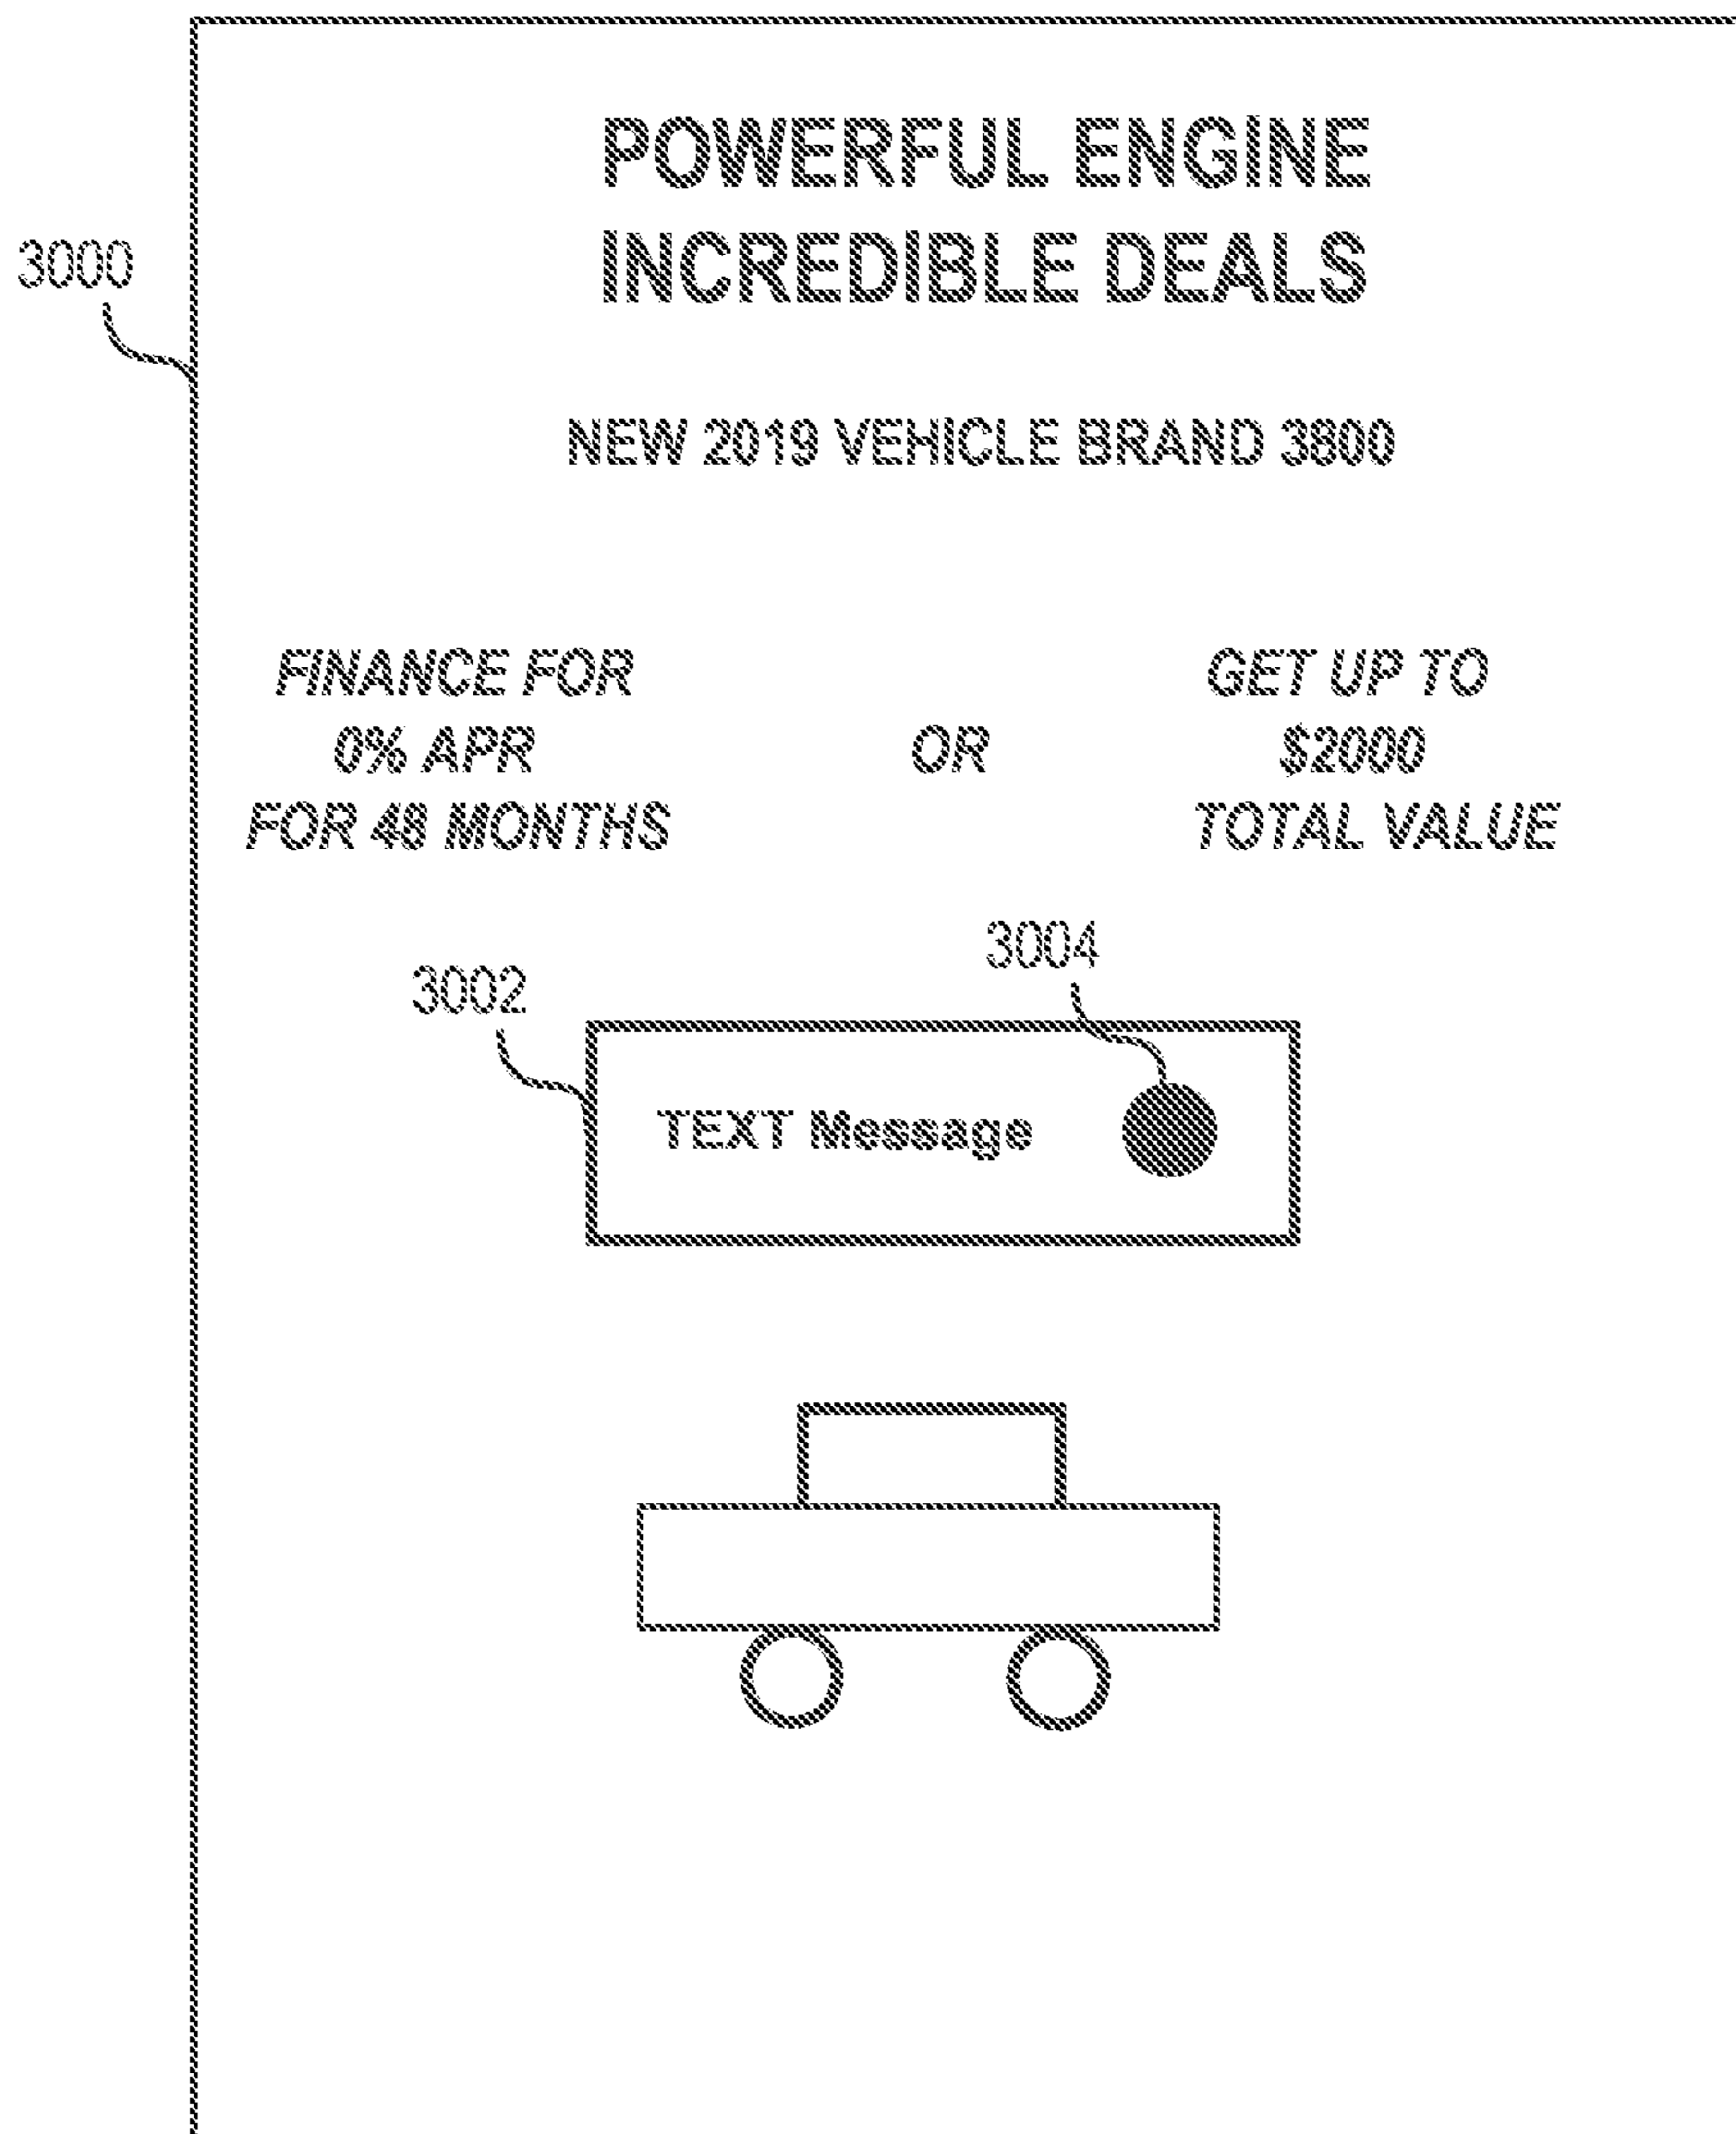 POWERFUL ENGINE
INCREDIBLE DEALS
3000
NEW 2019 VEHICLE BRAND 3800
FINANCE FOR
0% APR
FOR 48 MONTHS
OR
GET UP TO
$2000
TOTAL VALUE
3002
3004
TEXT Message